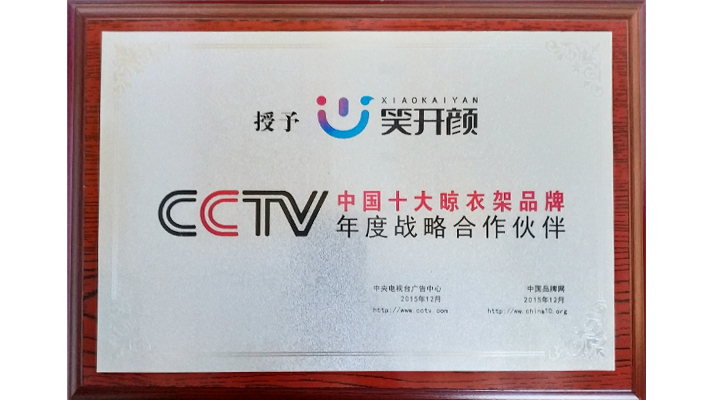 XIAOKAIYAN
授予 笑开颜
CCTV 中国十大晾衣架品牌
年度战略合作伙伴
中央电视台广告中心
2015年12月
http://www.cctv.com
中国品牌网
2015年12月
http://ww.china10.org